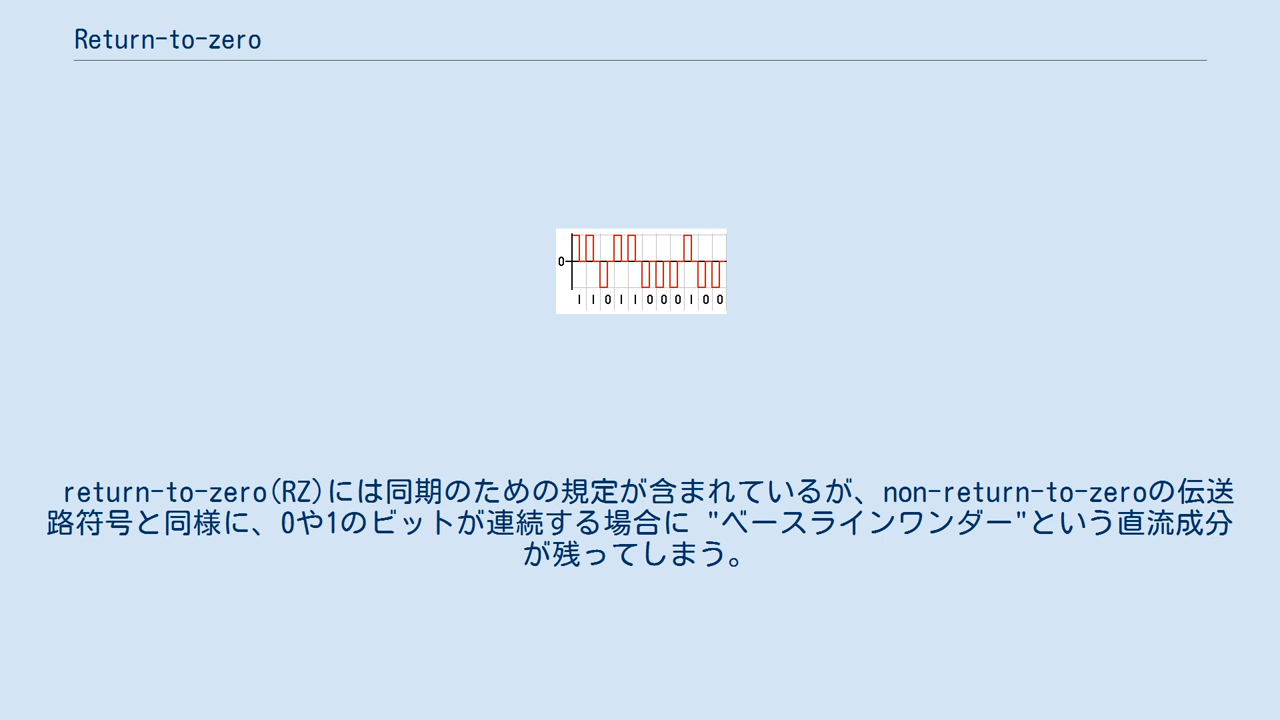 Return-to-zero
0
1 1 0 1 1 0 0 0 1 0 0
return-to-zero(RZ)には同期のための規定が含まれているが、non-return-to-zeroの伝送
路符号と同様に、0や1のビットが連続する場合に "ベースラインワンダー"という直流成分
が残ってしまう。